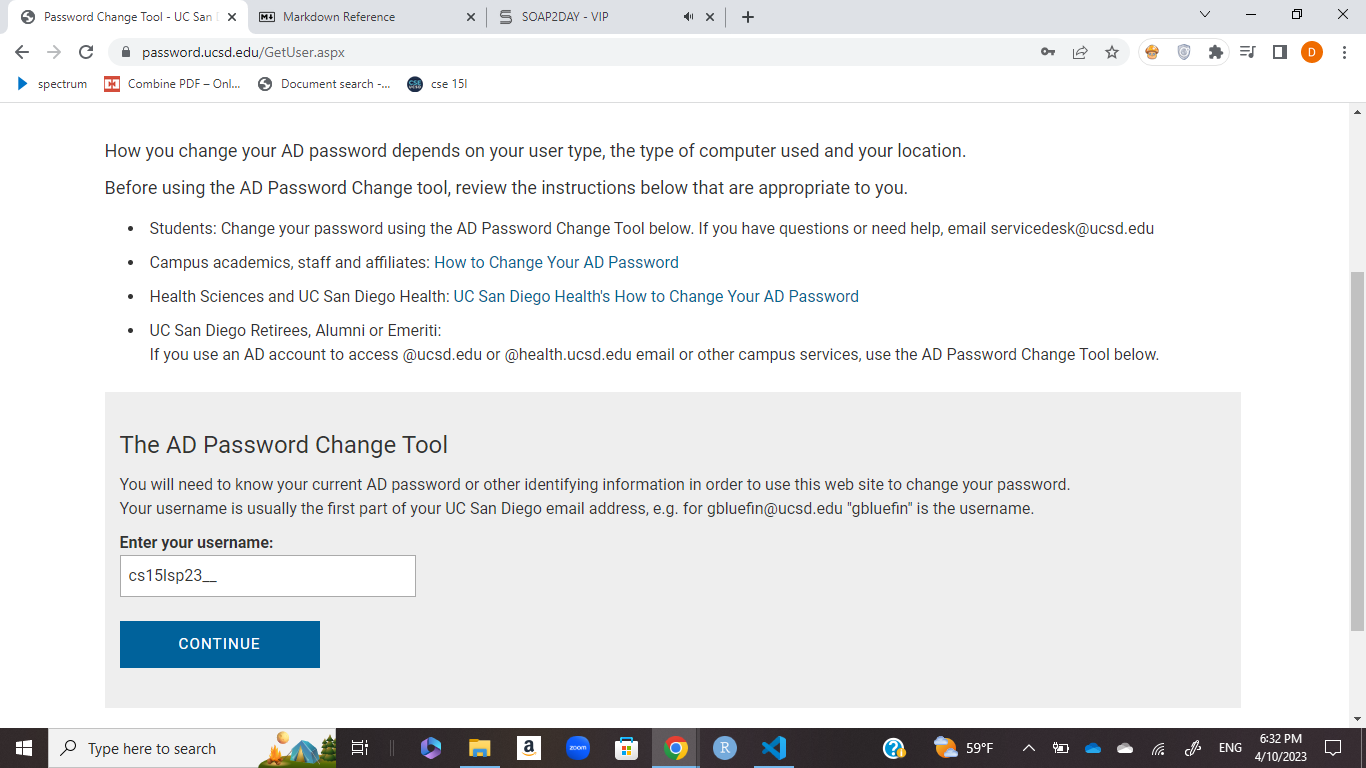 Password Change Tool - UC San D
Markdown Reference
SOAP2DAY - VIP
password.ucsd.edu/GetUser.aspx
D
spectrum
Combine PDF – Onl...
Document search -...
cse 15l
How you change your AD password depends on your user type, the type of computer used and your location.
Before using the AD Password Change tool, review the instructions below that are appropriate to you.
• Students: Change your password using the AD Password Change Tool below. If you have questions or need help, email servicedesk@ucsd.edu
• Campus academics, staff and affiliates: How to Change Your AD Password
• Health Sciences and UC San Diego Health: UC San Diego Health's How to Change Your AD Password
• UC San Diego Retirees, Alumni or Emeriti:
If you use an AD account to access @ucsd.edu or @health.ucsd.edu email or other campus services, use the AD Password Change Tool below.
The AD Password Change Tool
You will need to know your current AD password or other identifying information in order to use this web site to change your password.
Your username is usually the first part of your UC San Diego email address, e.g. for gbluefin@ucsd.edu "gbluefin" is the username.
Enter your username:
cs15lsp23__
CONTINUE
Type here to search
a
zoom
R
59°F
ENG
6:32 PM
4/10/2023